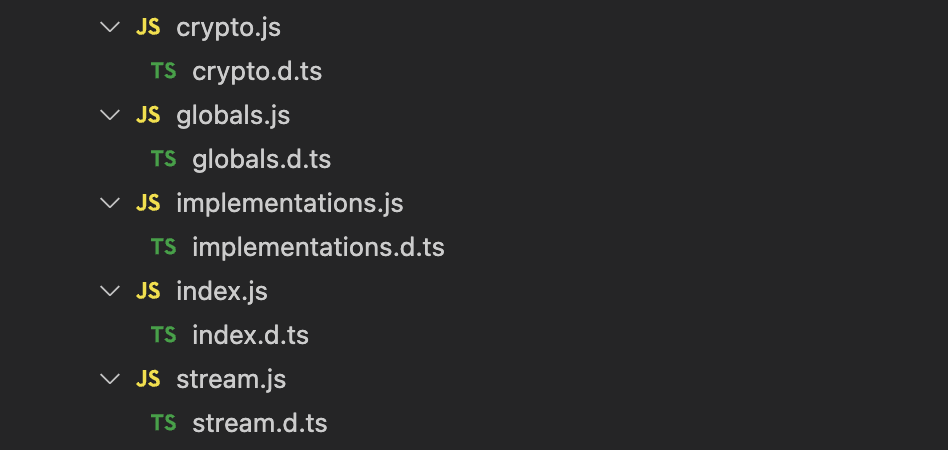 JS crypto.js
TS crypto.d.ts
JS globals.js
TS globals.d.ts
JS implementations.js
TS implementations.d.ts
JS index.js
TS index.d.ts
JS stream.js
TS stream.d.ts